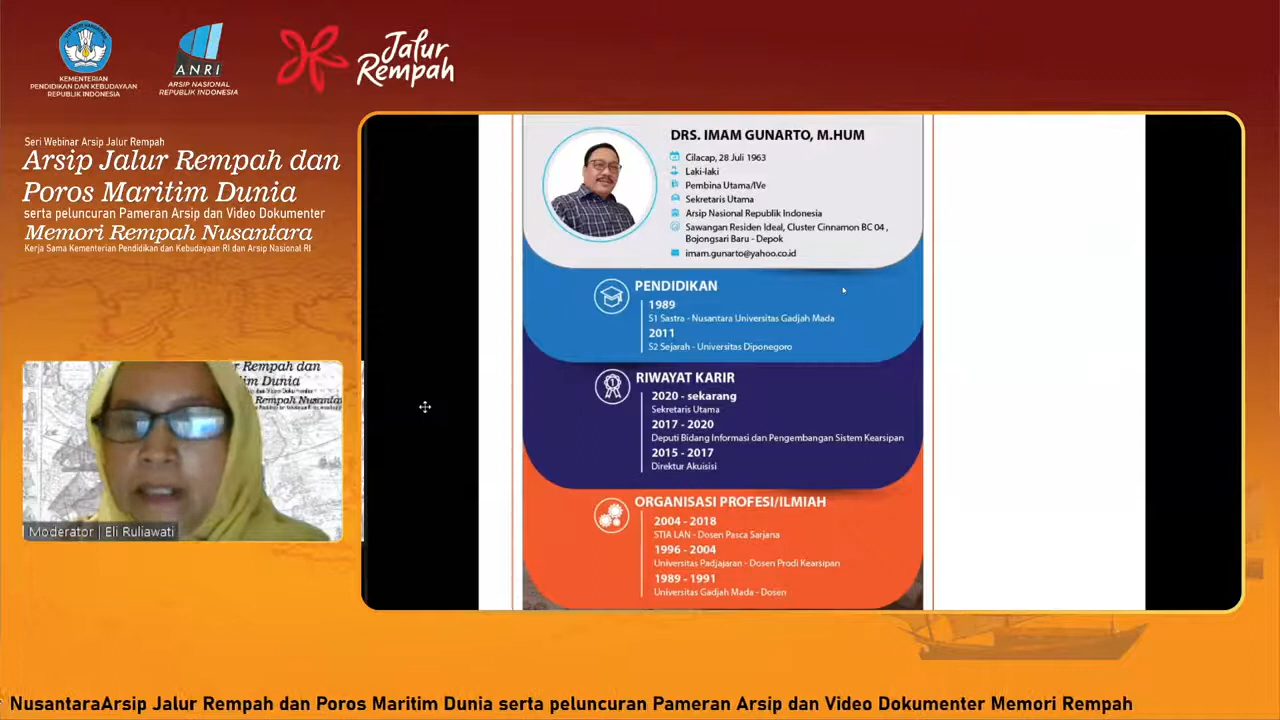 KEMENTERIAN
PENDIDIKAN DAN KEBUDAYAAN
REPUBLIK INDONESIA
ANRI
ARSIP NASIONAL
REPUBLIK INDONESIA
Jalur
Rempah
Seri Webinar Arsip Jalur Rempah
Arsip Jalur Rempah dan
Poros Maritim Dunia
serta peluncuran Pameran Arsip dan Video Dokumenter
Memori Rempah Nusantara
Kerja Sama Kementerian Pendidikan dan Kebudayaan RI dan Arsip Nasional RI
r Rempah dan
im Dunia
Rempah Nusantar
Moderator | Eli Ruliawati
DRS. IMAM GUNARTO, M.HUM
Cilacap, 28 Juli 1963
Laki-laki
Pembina Utama/IVe
Sekretaris Utama
Arsip Nasional Republik Indonesia
Sawangan Residen Ideal, Cluster Cinnamon BC 04 ,
Bojongsari Baru - Depok
imam.gunarto@yahoo.co.id
PENDIDIKAN
1989
S1 Sastra - Nusantara Universitas Gadjah Mada
2011
S2 Sejarah - Universitas Diponegoro
RIWAYAT KARIR
2020 - sekarang
Sekretaris Utama
2017 - 2020
Deputi Bidang Informasi dan Pengembangan Sistem Kearsipan
2015 - 2017
Direktur Akuisisi
ORGANISASI PROFESI/ILMIAH
2004 - 2018
STIA LAN - Dosen Pasca Sarjana
1996 - 2004
Universitas Padjajaran - Dosen Prodi Kearsipan
1989 - 1991
Universitas Gadjah Mada - Dosen
NusantaraArsip Jalur Rempah dan Poros Maritim Dunia serta peluncuran Pameran Arsip dan Video Dokumenter Memori Rempah